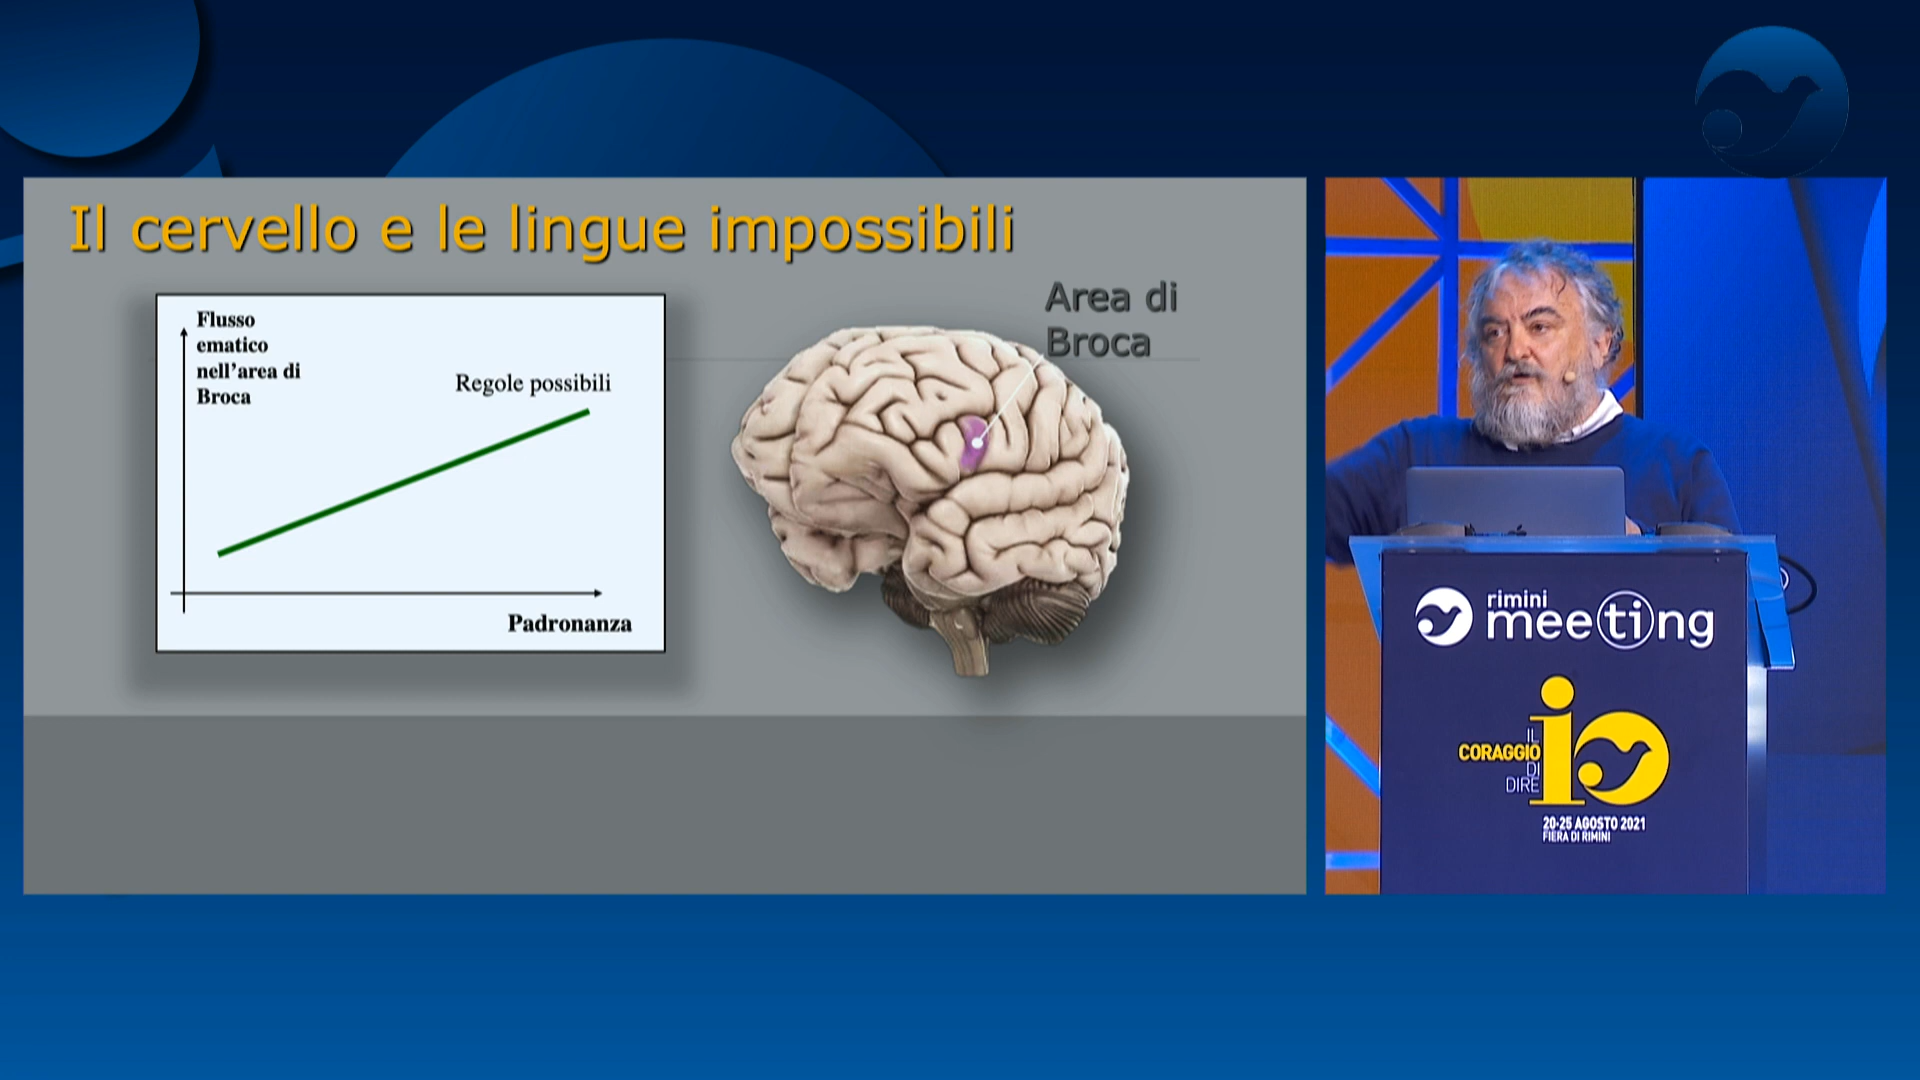 Il cervello e le lingue impossibili
Flusso
ematico
nell'area di
Broca
Regole possibili
Padronanza
Area di
Broca
rimini
meeting
IL
CORAGGIO
DI
DIRE
io
20-25 AGOSTO 2021
FIERA DI RIMINI